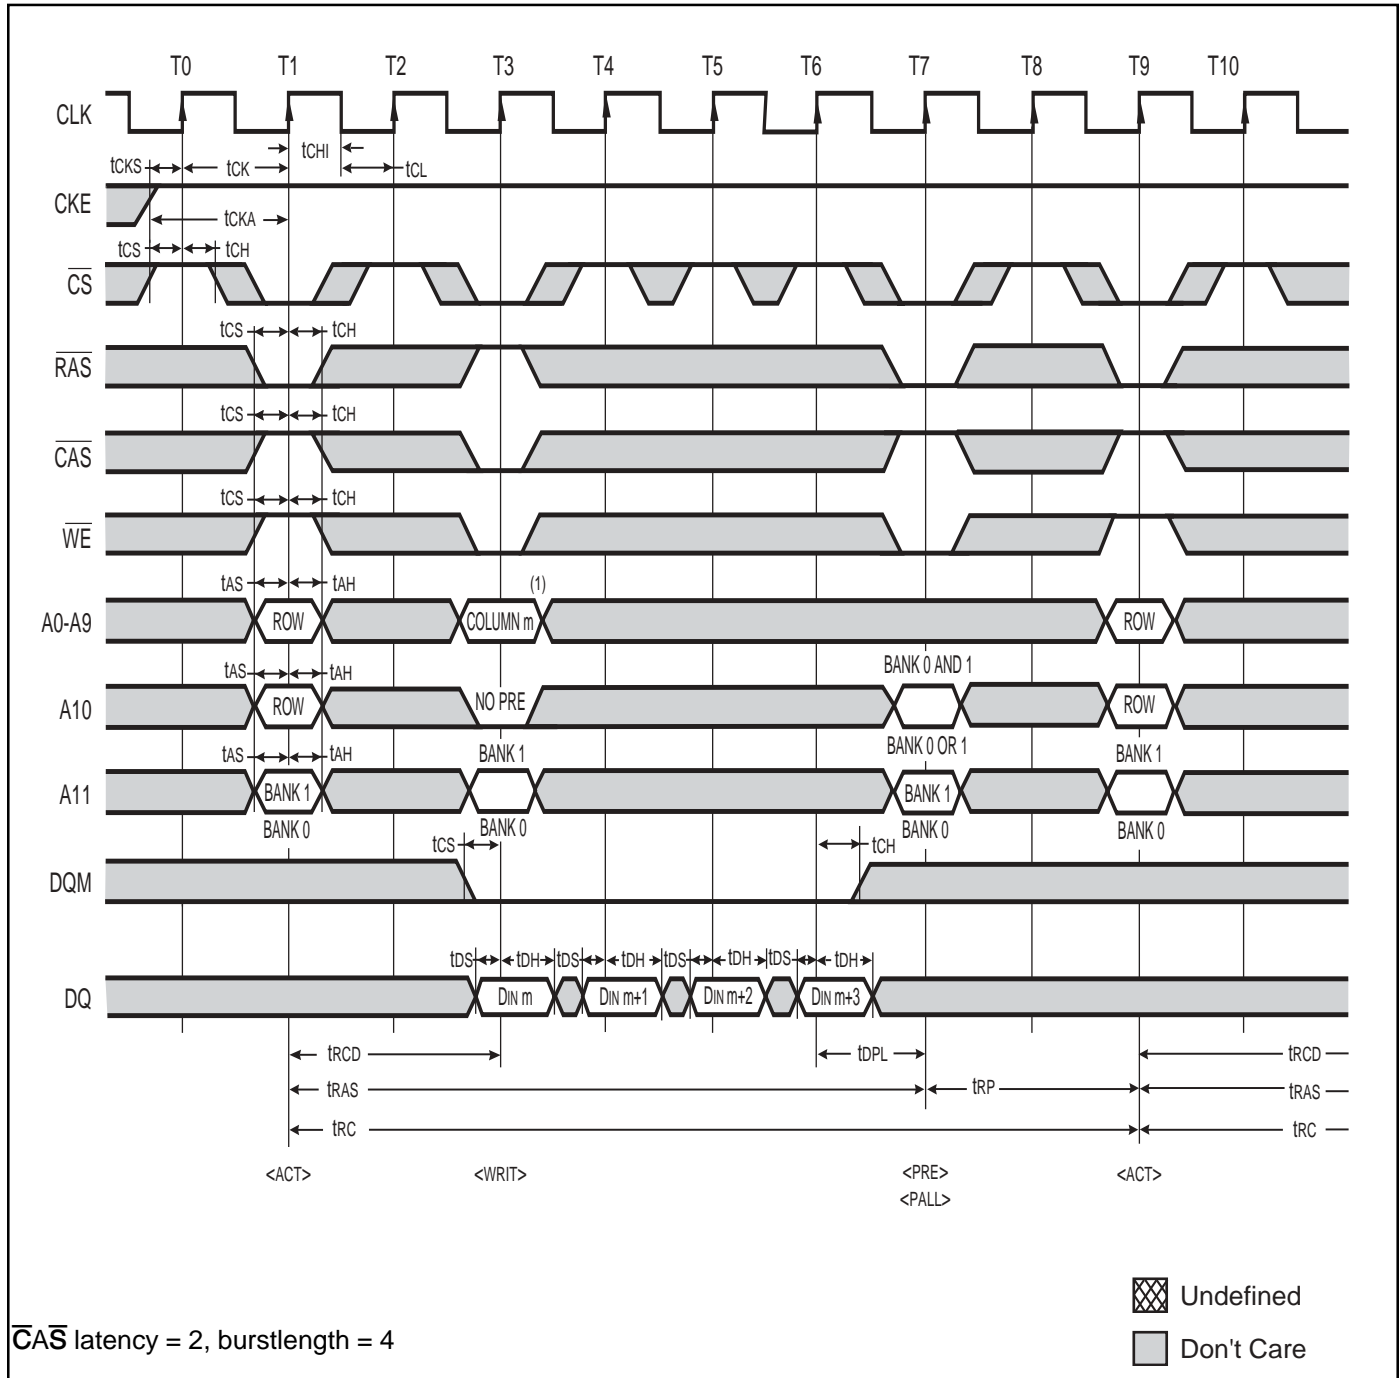 T0 T1 T2 T3 T4 T5 T6 T7 T8 T9 T10
CLK
tCHI
tCKS tCK tCL
CKE
tCKA
tCS tCH
CS
tCS tCH
RAS
tCS tCH
CAS
tCS tCH
WE
tAS tAH (1)
A0-A9 ROW COLUMN m ROW
tAS tAH BANK 0 AND 1
A10 ROW NO PRE ROW
tAS tAH BANK 1 BANK 0 OR 1 BANK 1
A11 BANK 1 BANK 1
BANK 0 BANK 0 BANK 0 BANK 0
tCS tCH
DQM
tDS tDH tDS tDH tDS tDH tDS tDH
DQ DIN m DIN m+1 DIN m+2 DIN m+3
tRCD tDPL tRCD
tRAS tRP tRAS
tRC tRC
<ACT> <WRIT> <PRE> <ACT>
<PALL>
Undefined
CAS latency = 2, burstlength = 4
Don't Care